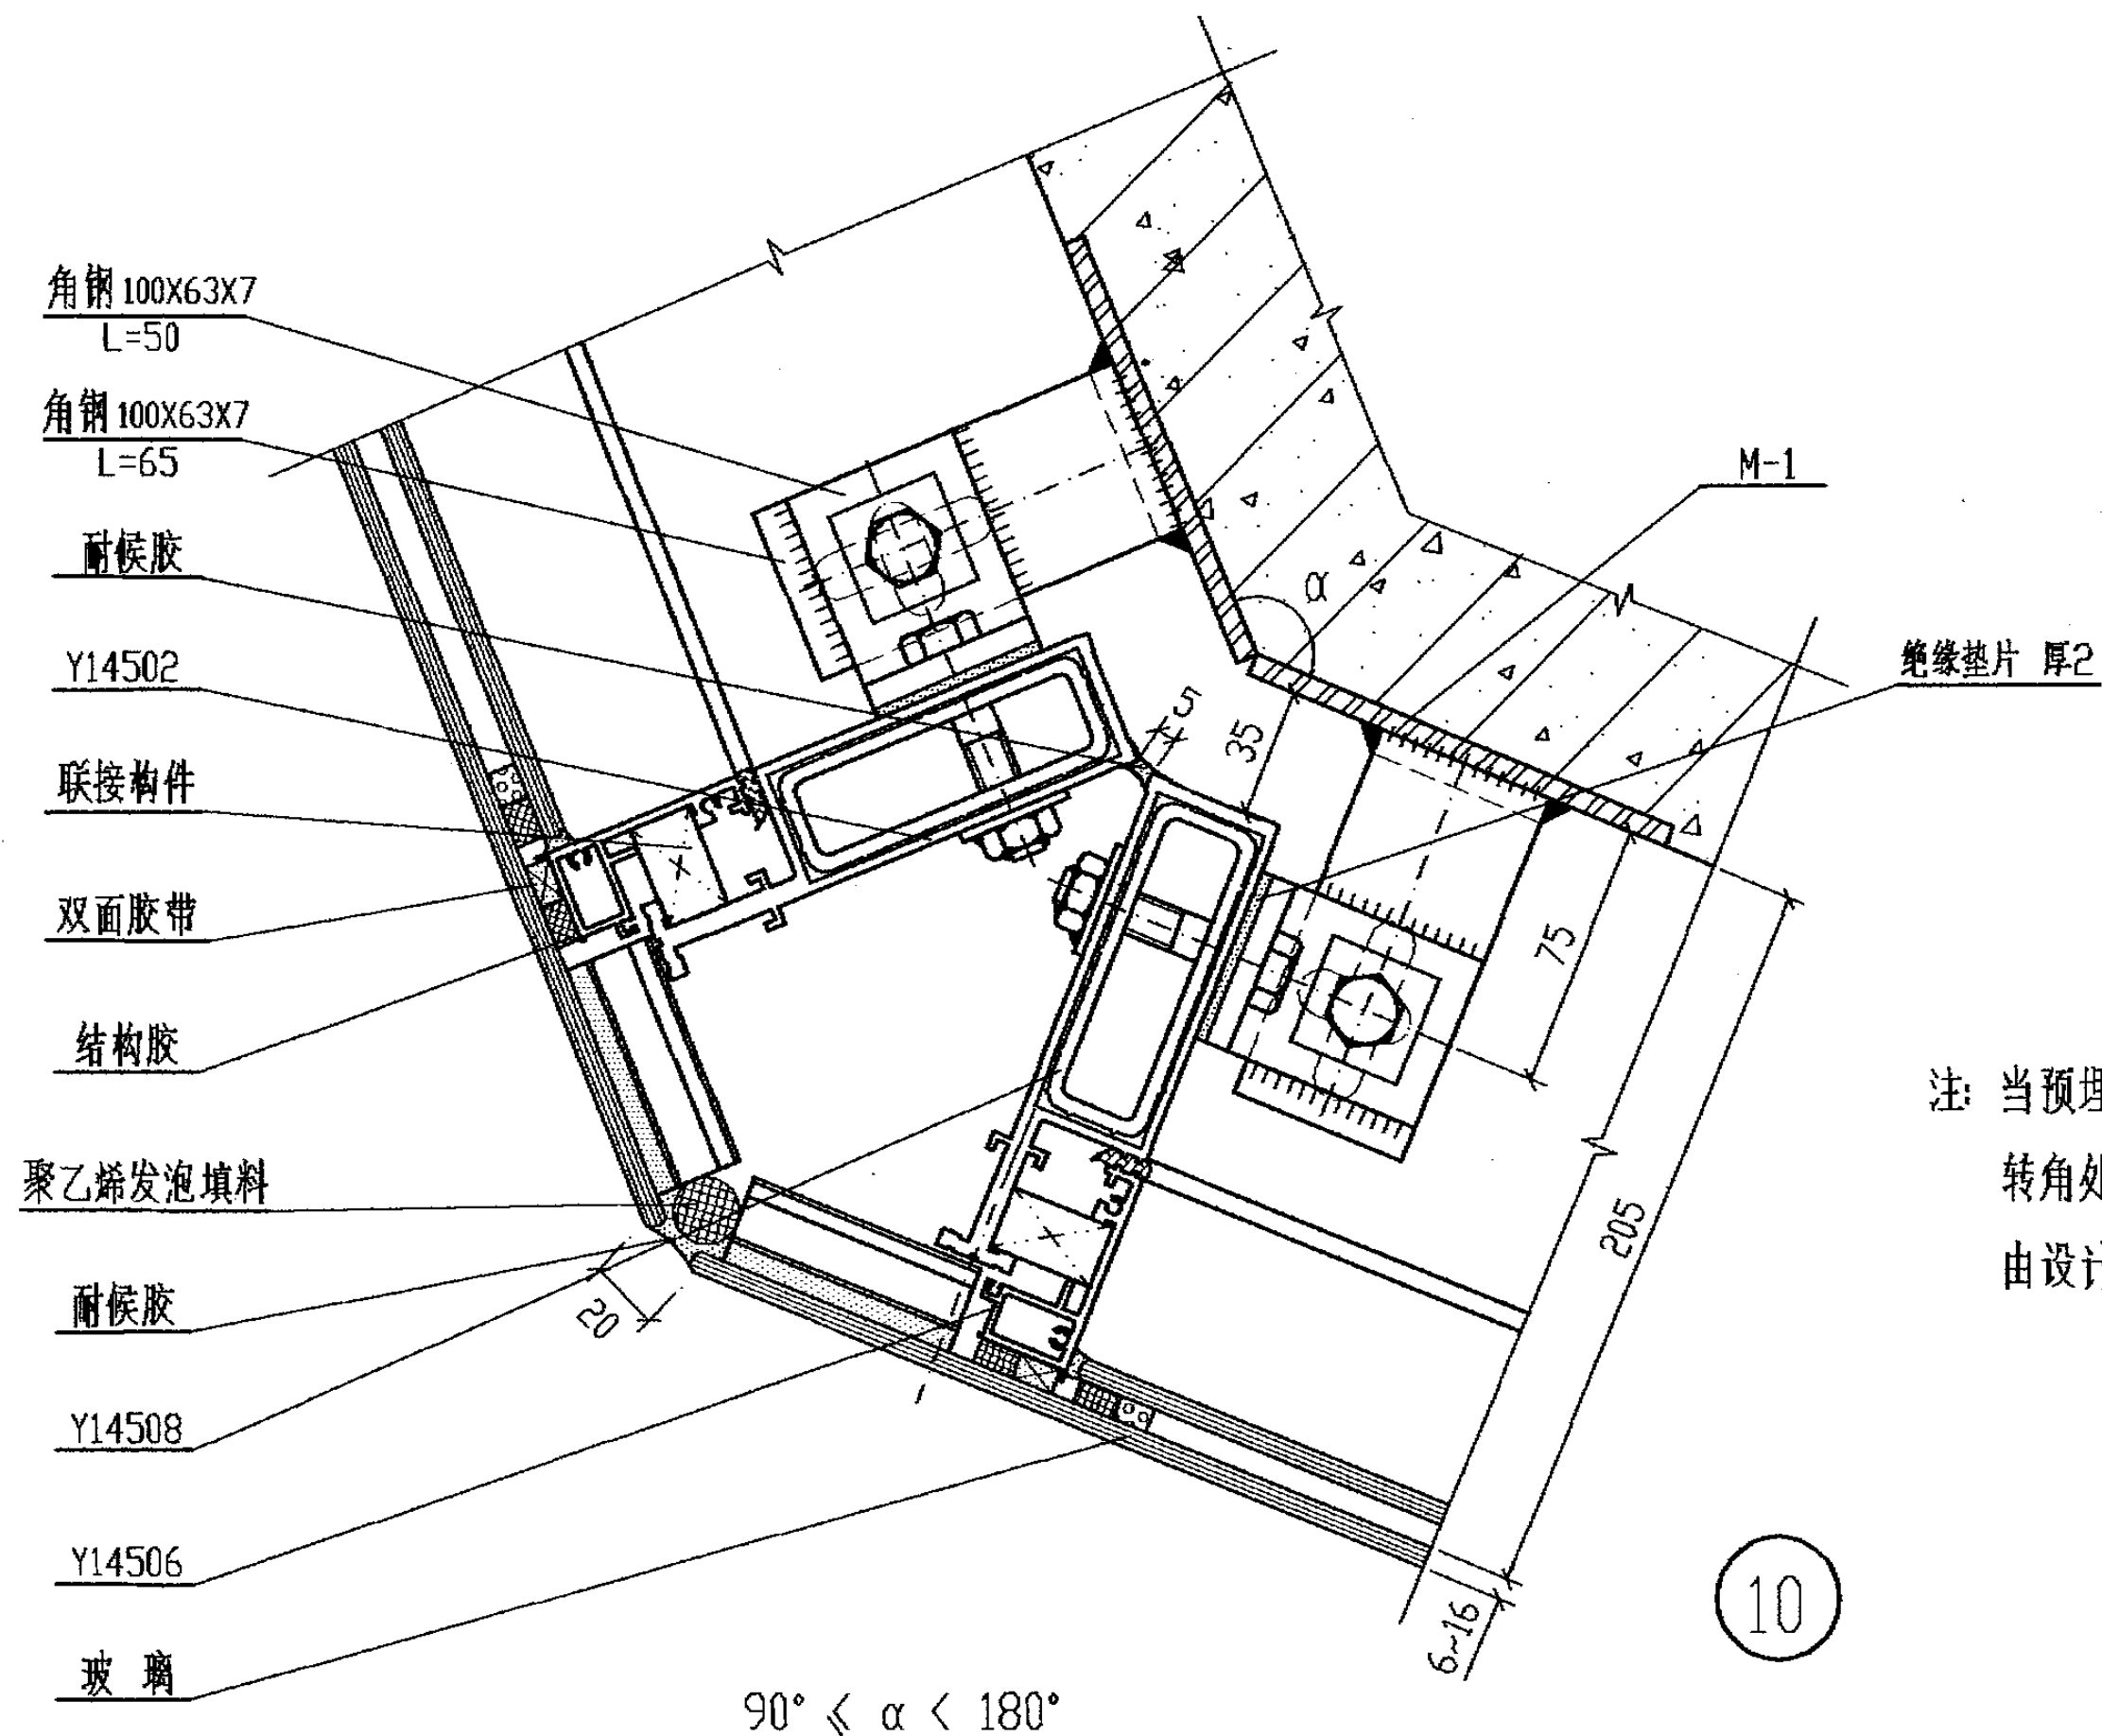 角钢100X63X7
L=50
角钢100X63X7
L=65
耐候胶
Y14502
联接构件
双面胶带
结构胶
聚乙烯发泡填料
耐候胶
Y14508
Y14506
玻 璃
M-1
α
绝缘垫片 厚2
5
35
75
205
20
6~16
注: 当预埋
转角处
由设计
10
90° ≤ α < 180°